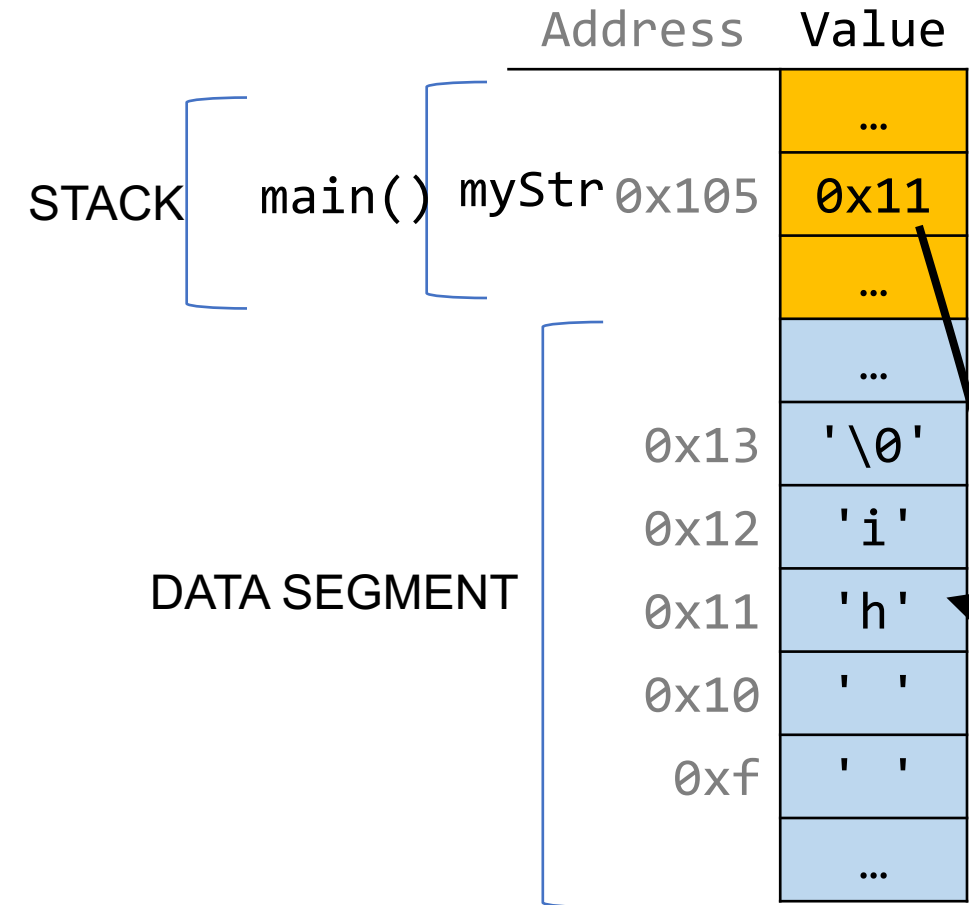 Address Value
…
STACK main() myStr 0x105 0x11
…
…
0x13 '\0'
0x12 'i'
DATA SEGMENT
0x11 'h'
0x10 ' '
0xf ' '
…